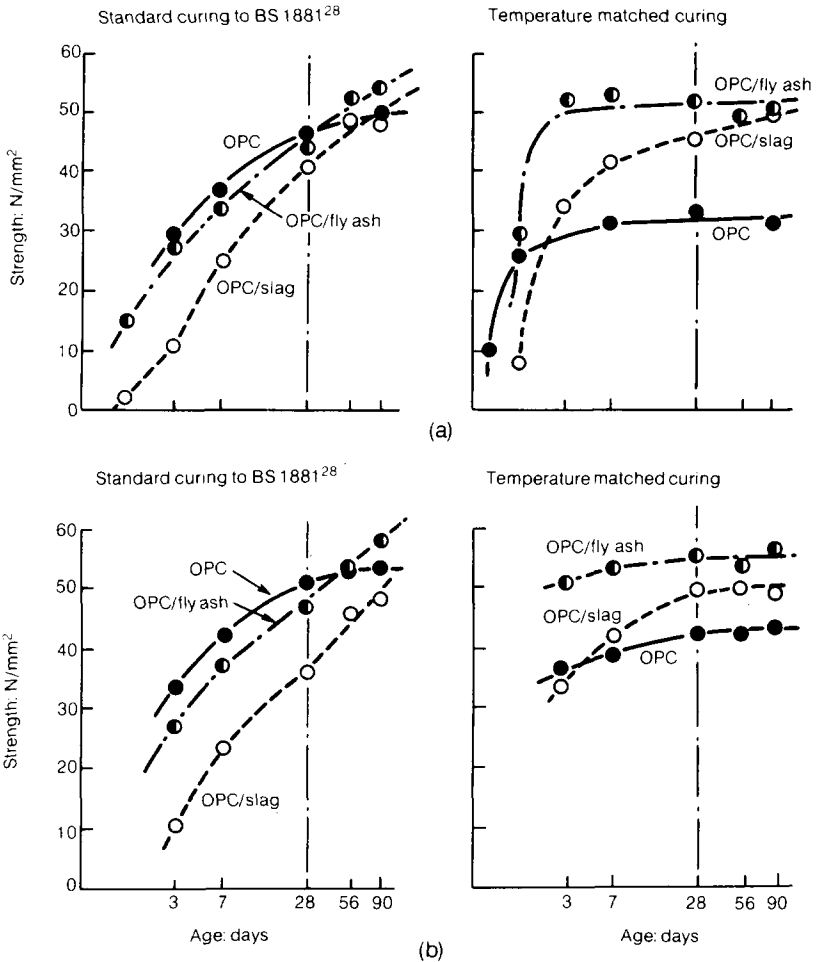 Standard curing to BS 1881²⁸
Temperature matched curing
60
50
40
30
20
10
0
Strength: N/mm²
OPC
OPC/fly ash
OPC/slag
OPC/fly ash
OPC/slag
OPC
(a)
Standard curing to BS 1881²⁸
Temperature matched curing
60
50
40
30
20
10
0
Strength: N/mm²
OPC
OPC/fly ash
OPC/slag
OPC/fly ash
OPC/slag
OPC
3 7 28 56 90
3 7 28 56 90
Age: days
Age: days
(b)